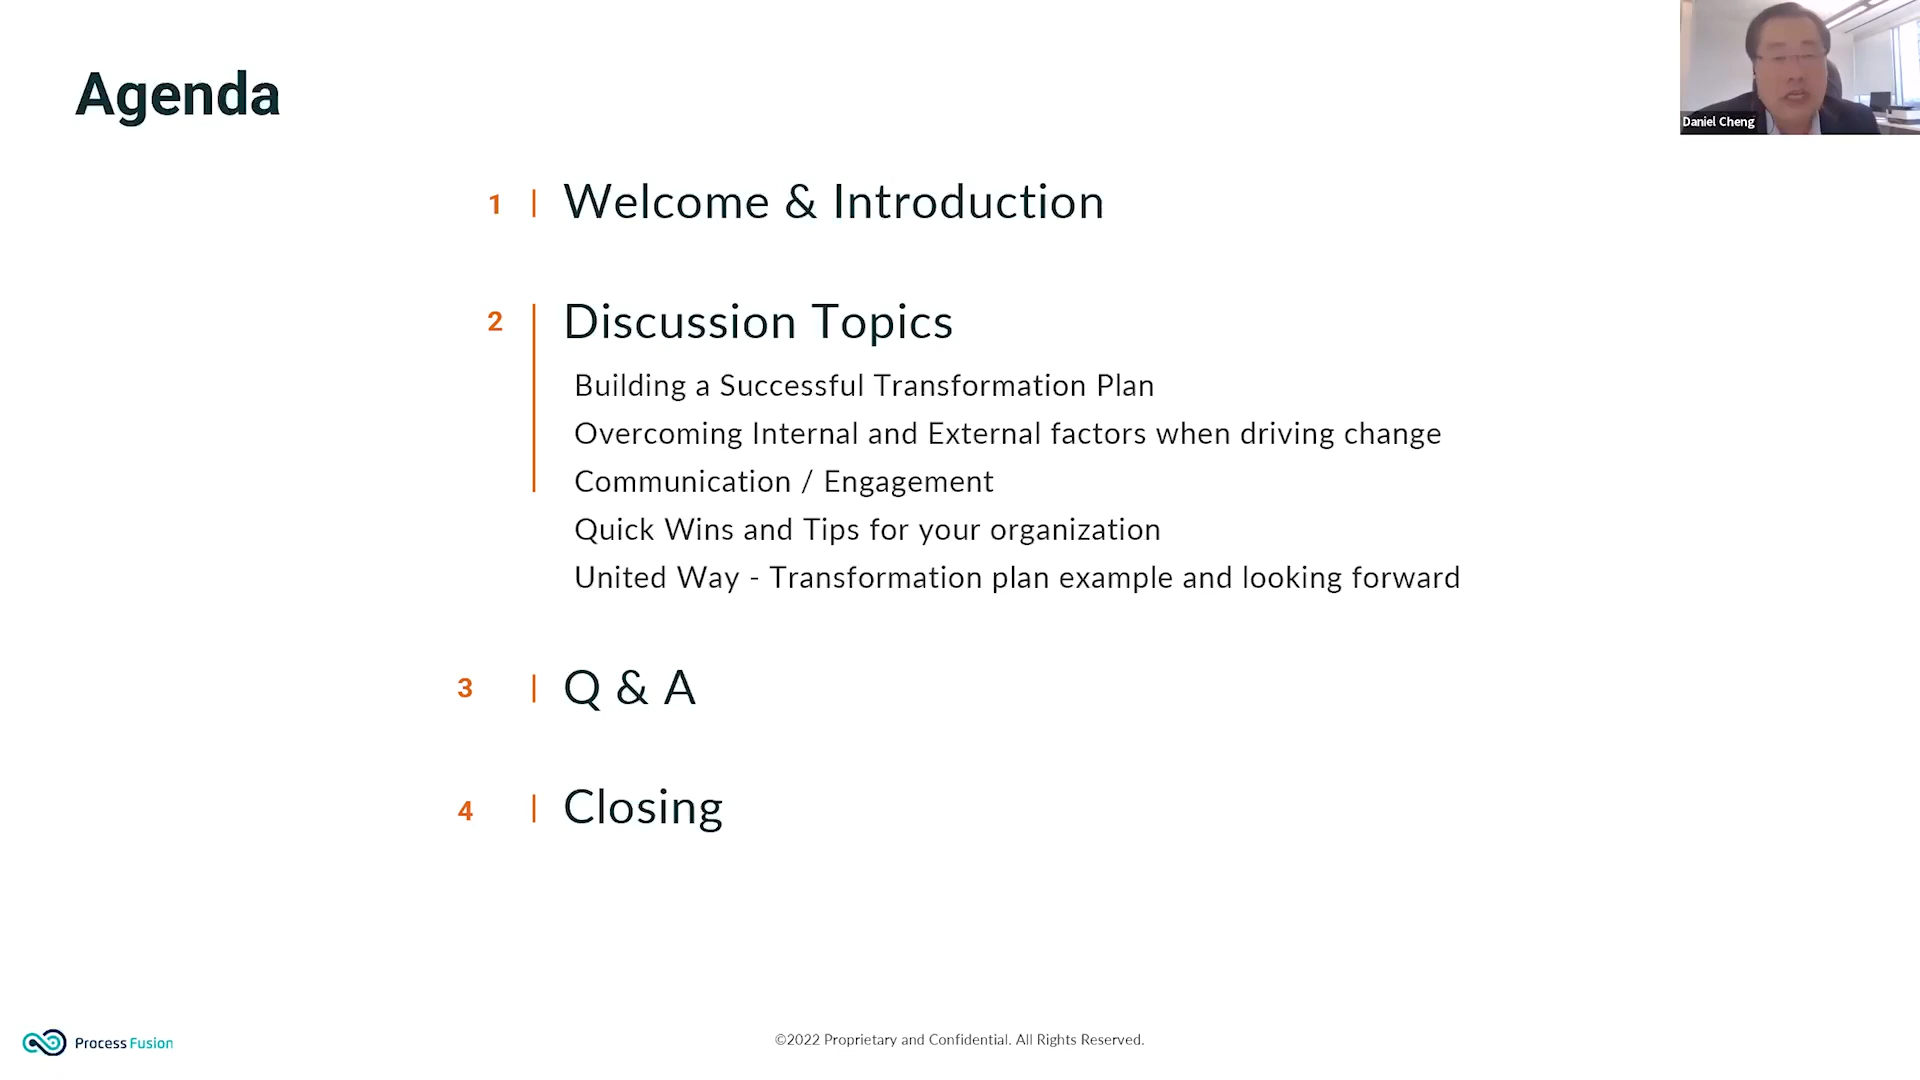 Agenda
Daniel Cheng
1 | Welcome & Introduction
2 Discussion Topics
Building a Successful Transformation Plan
Overcoming Internal and External factors when driving change
Communication / Engagement
Quick Wins and Tips for your organization
United Way - Transformation plan example and looking forward
3 | Q & A
4 | Closing
Process Fusion
©2022 Proprietary and Confidential. All Rights Reserved.